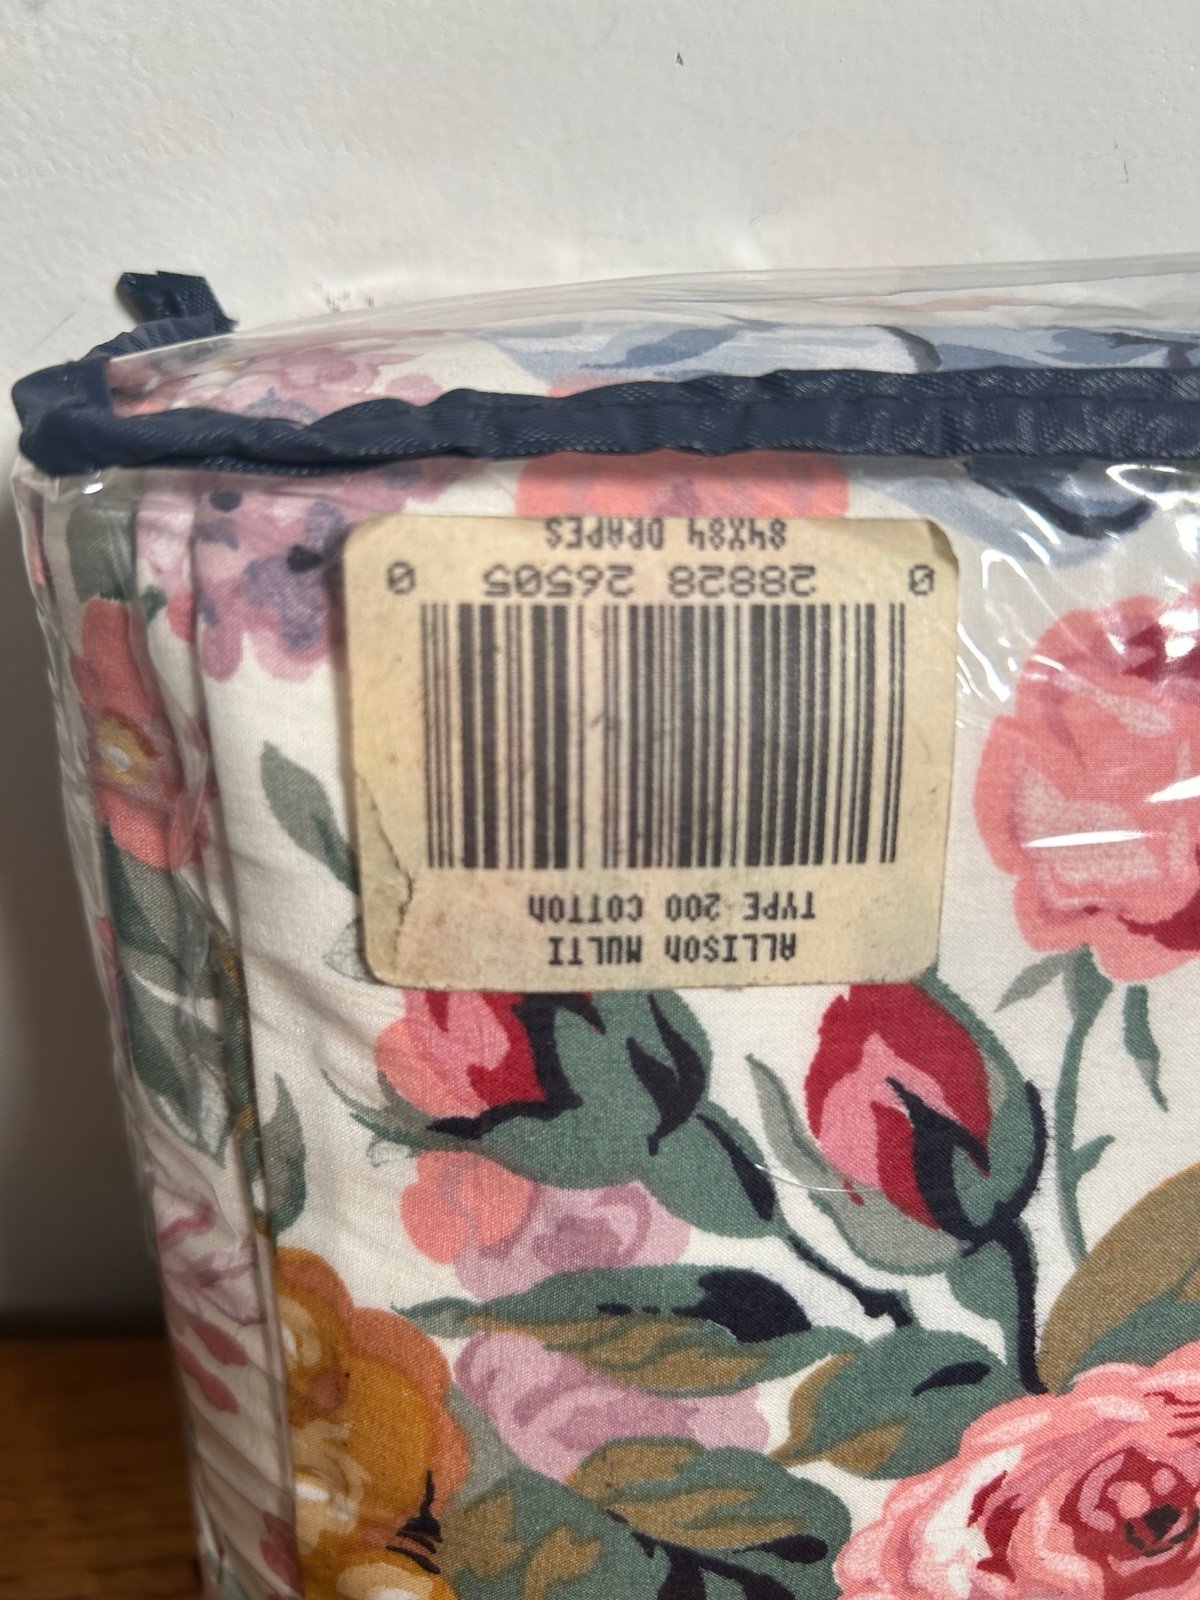 ALLISON MULTI
TYPE 200 COTTON
0 28828 26505 0
84X84 DRAPES